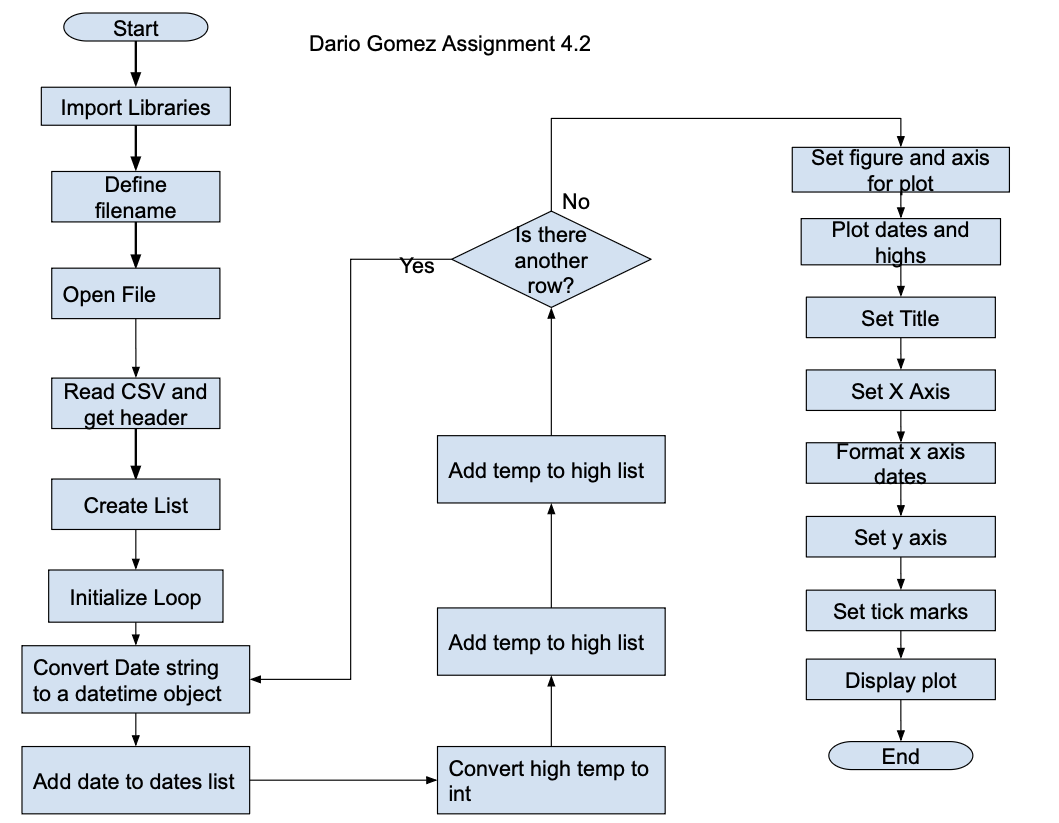 Start
Dario Gomez Assignment 4.2
Import Libraries
Define
filename
Open File
Read CSV and
get header
Create List
Initialize Loop
Convert Date string
to a datetime object
Add date to dates list
Convert high temp to
int
Add temp to high list
Add temp to high list
Is there
another
row?
Yes
No
Set figure and axis
for plot
Plot dates and
highs
Set Title
Set X Axis
Format x axis
dates
Set y axis
Set tick marks
Display plot
End